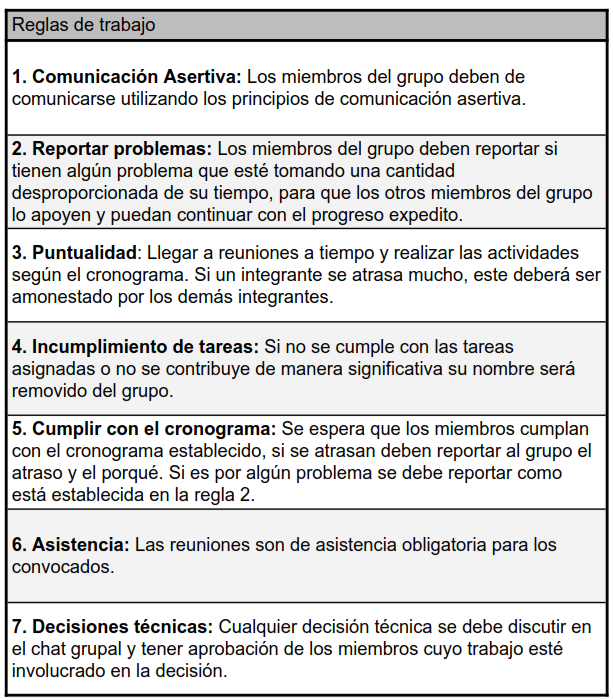 Reglas de trabajo
1. Comunicación Asertiva: Los miembros del grupo deben de
comunicarse utilizando los principios de comunicación asertiva.
2. Reportar problemas: Los miembros del grupo deben reportar si
tienen algún problema que esté tomando una cantidad
desproporcionada de su tiempo, para que los otros miembros del grupo
lo apoyen y puedan continuar con el progreso expedito.
3. Puntualidad: Llegar a reuniones a tiempo y realizar las actividades
según el cronograma. Si un integrante se atrasa mucho, este deberá ser
amonestado por los demás integrantes.
4. Incumplimiento de tareas: Si no se cumple con las tareas
asignadas o no se contribuye de manera significativa su nombre será
removido del grupo.
5. Cumplir con el cronograma: Se espera que los miembros cumplan
con el cronograma establecido, si se atrasan deben reportar al grupo el
atraso y el porqué. Si es por algún problema se debe reportar como
está establecida en la regla 2.
6. Asistencia: Las reuniones son de asistencia obligatoria para los
convocados.
7. Decisiones técnicas: Cualquier decisión técnica se debe discutir en
el chat grupal y tener aprobación de los miembros cuyo trabajo esté
involucrado en la decisión.